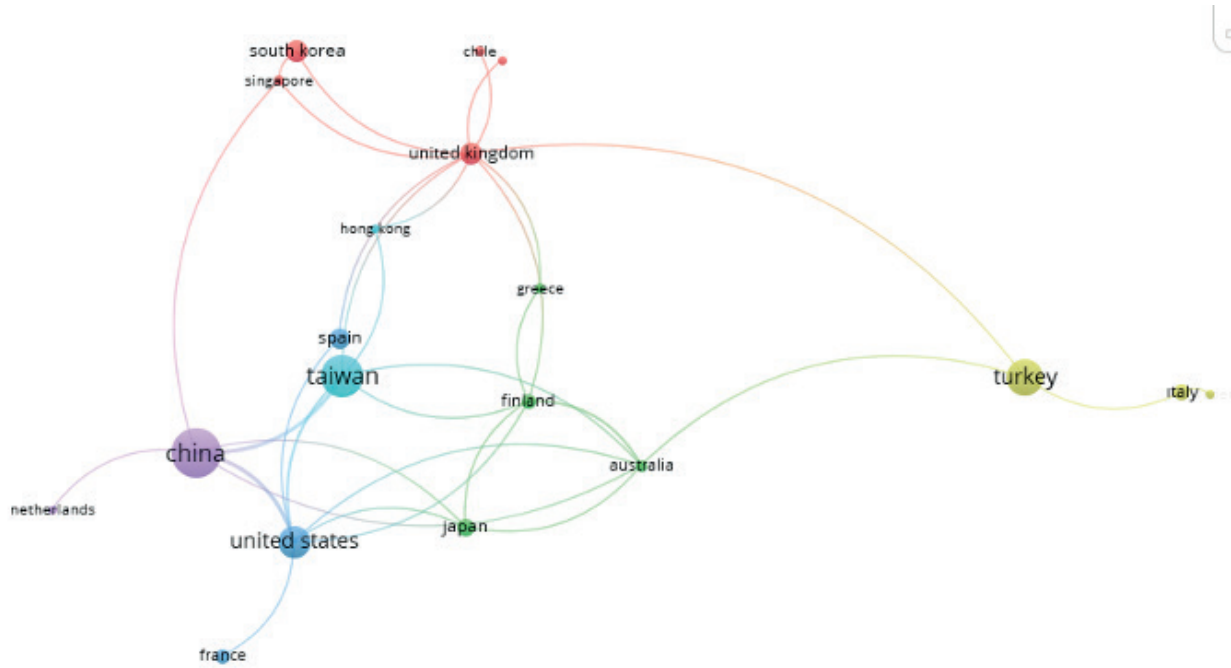 south korea
chile
singapore
united kingdom
hong kong
greece
spain
taiwan
turkey
italy
finland
china
australia
netherlands
japan
united states
france